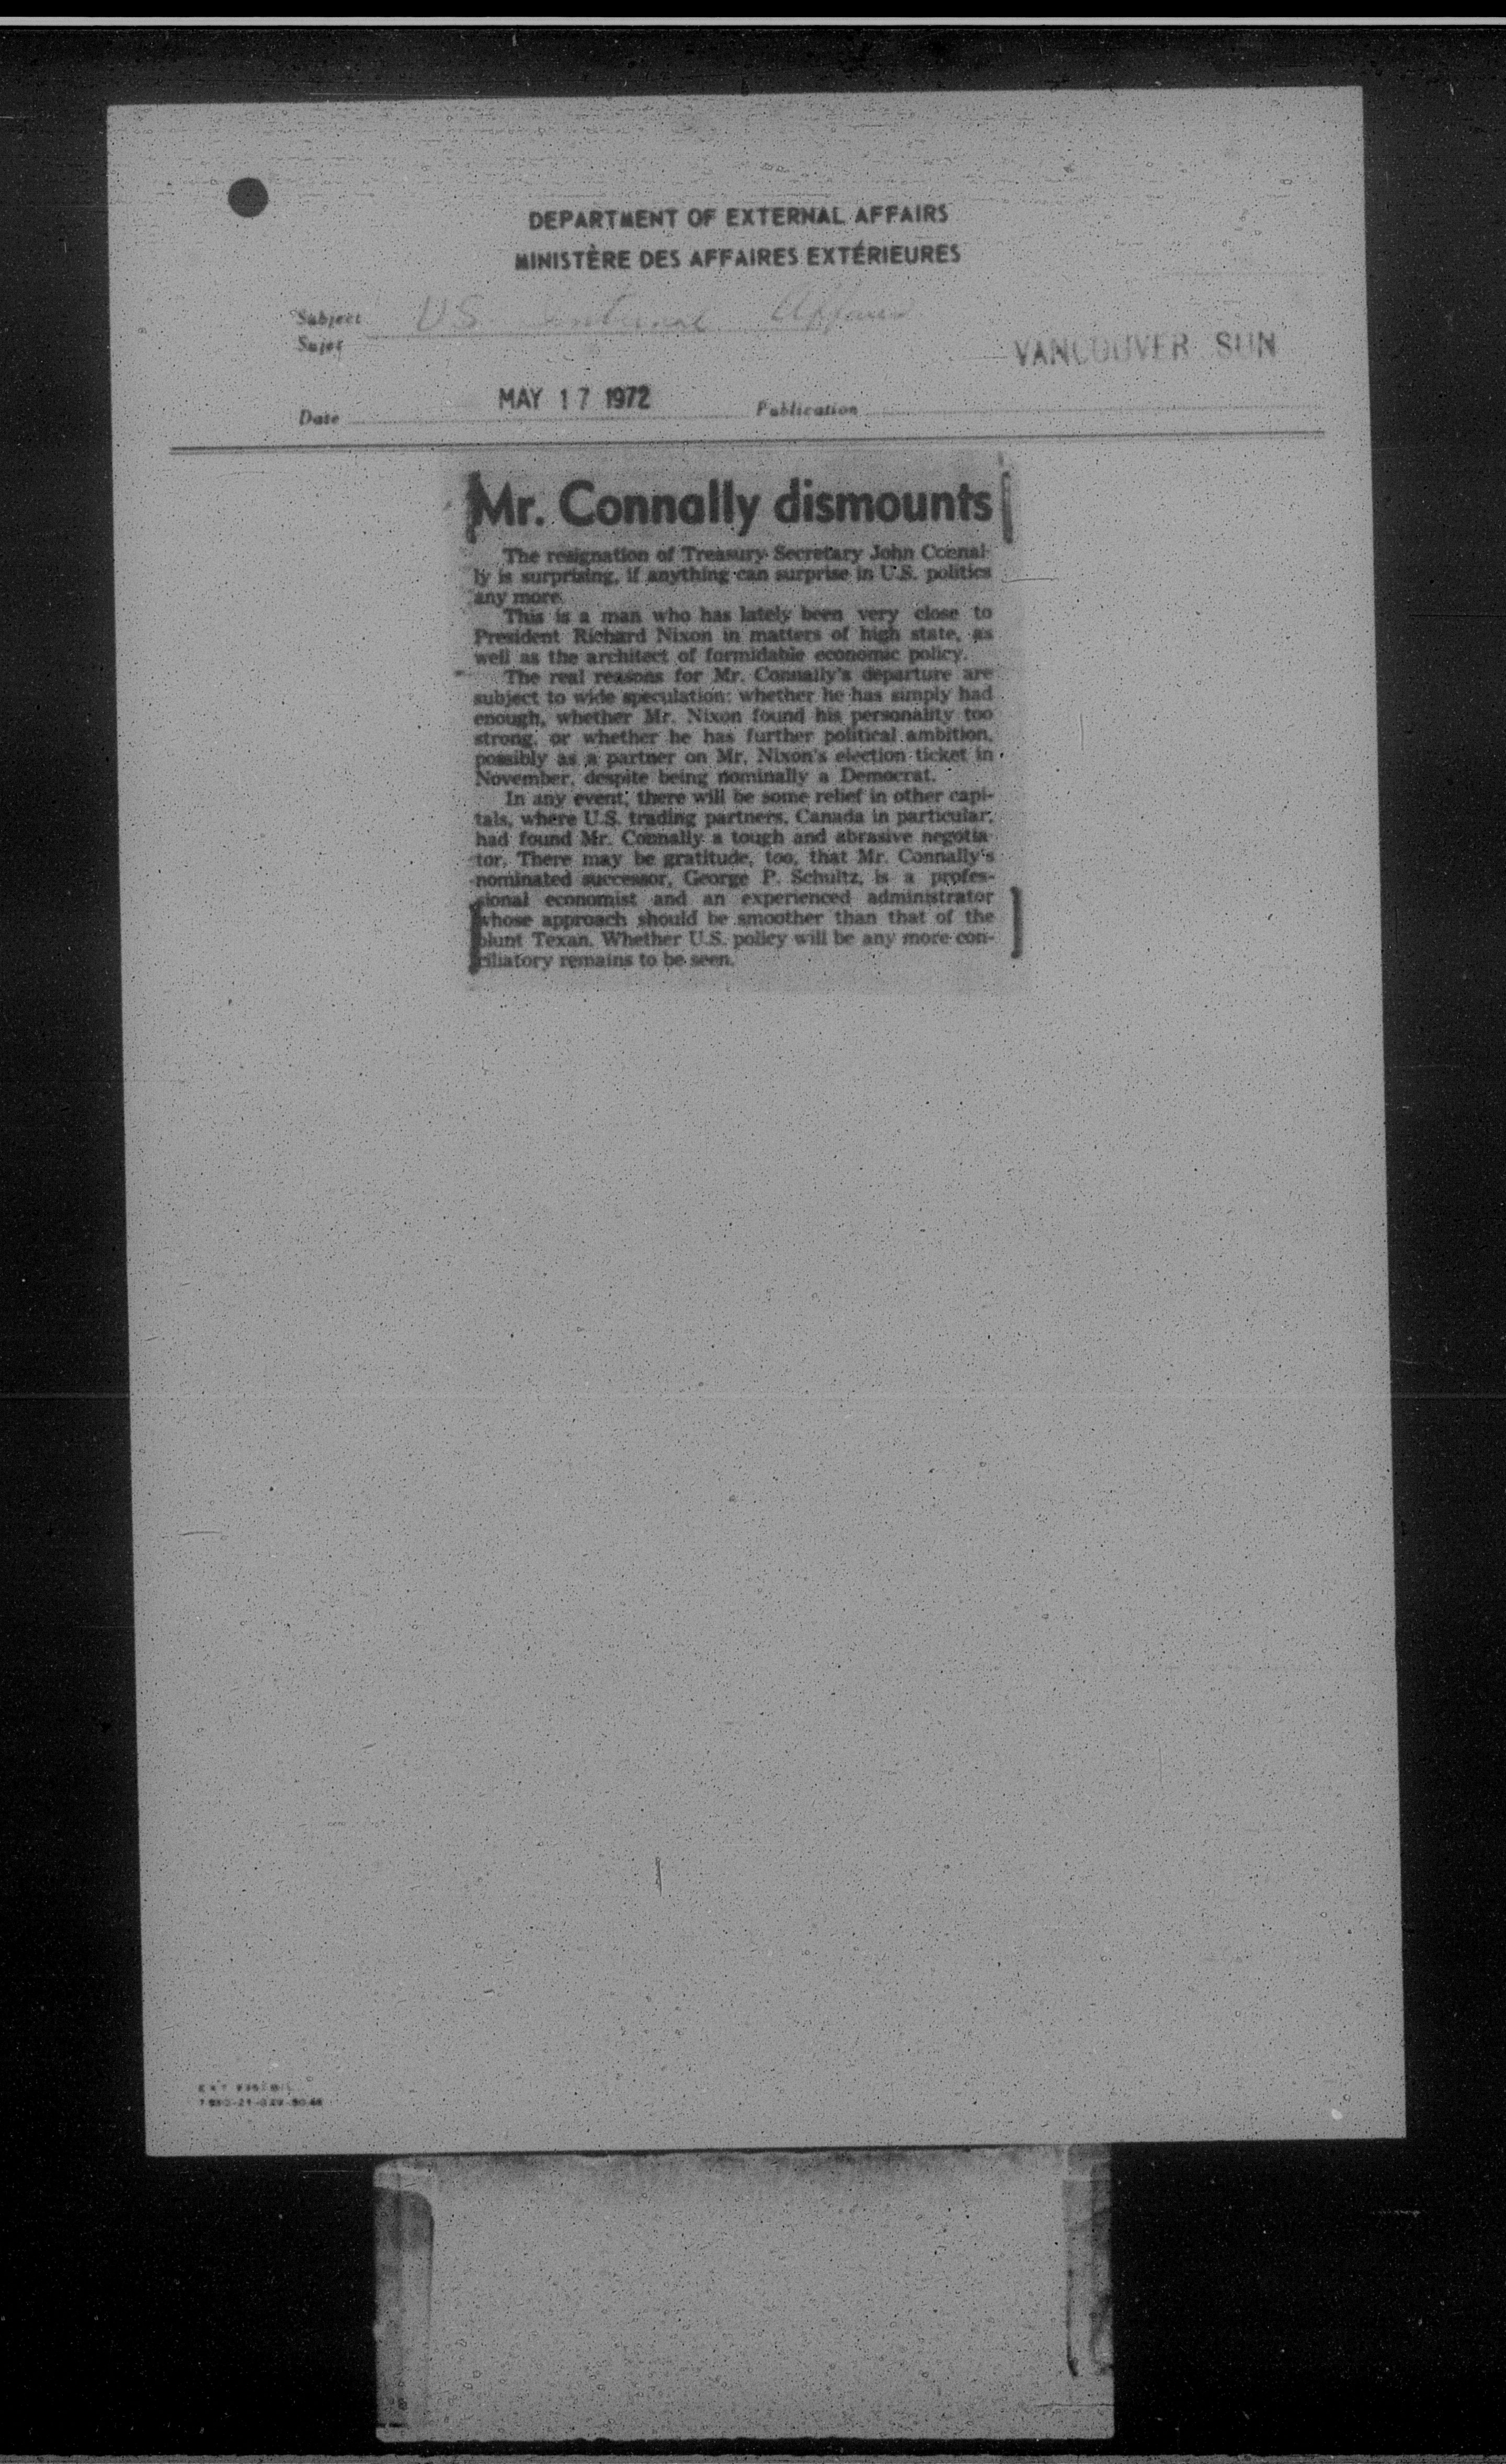 DEPARTMENT OF EXTERNAL AFFAIRS
MINISTÈRE DES AFFAIRES EXTÉRIEURES
Subject US Internal Affairs
Sujet
VANCOUVER SUN
MAY 17 1972
Date Publication
Mr. Connally dismounts
The resignation of Treasury Secretary John Connal-
ly is surprising, if anything can surprise in U.S. politics
any more.
This is a man who has lately been very close to
President Richard Nixon in matters of high state, as
well as the architect of formidable economic policy.
The real reasons for Mr. Connally's departure are
subject to wide speculation: whether he has simply had
enough, whether Mr. Nixon found his personality too
strong, or whether he has further political ambition,
possibly as a partner on Mr. Nixon's election ticket in
November, despite being nominally a Democrat.
In any event, there will be some relief in other capi-
tals, where U.S. trading partners, Canada in particular,
had found Mr. Connally a tough and abrasive negotia-
tor. There may be gratitude, too, that Mr. Connally's
nominated successor, George P. Schultz, is a profes-
sional economist and an experienced administrator
whose approach should be smoother than that of the
blunt Texan. Whether U.S. policy will be any more con-
ciliatory remains to be seen.
EXT